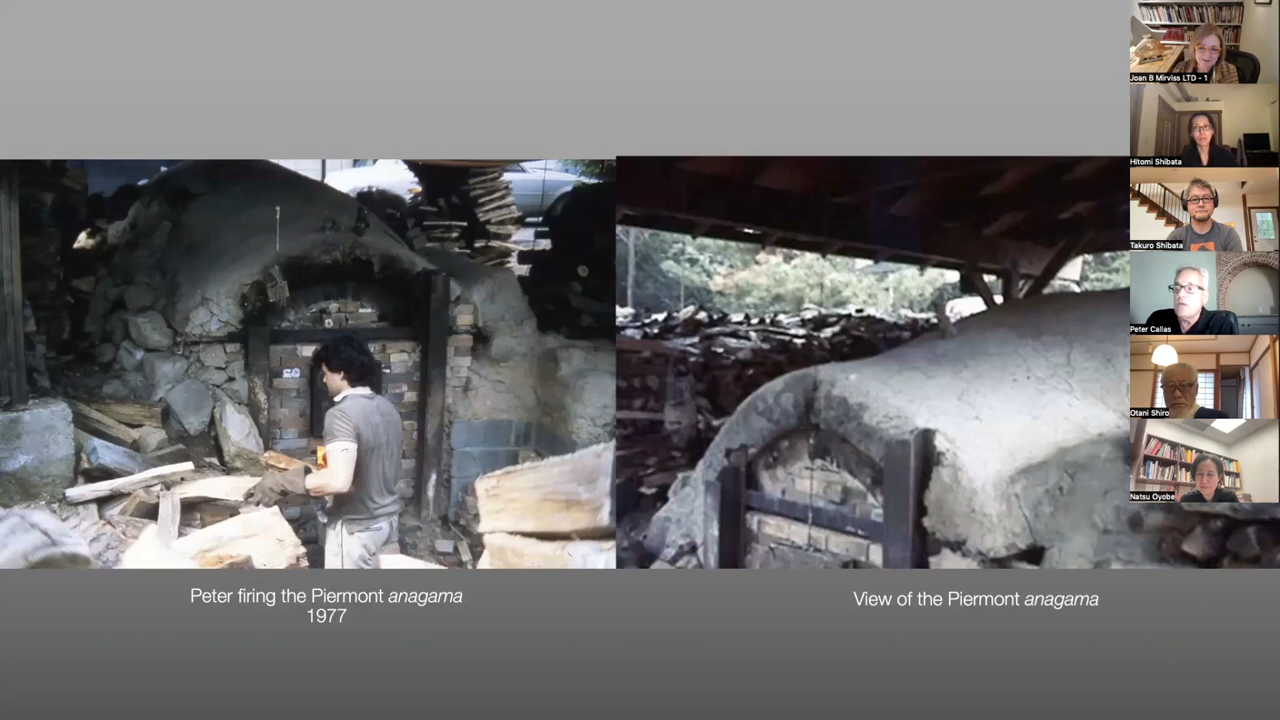 Peter firing the Piermont anagama
1977
View of the Piermont anagama
Joan B Mirviss LTD - 1
Hitomi Shibata
Takuro Shibata
Peter Callas
Otani Shiro
Natsu Oyobe